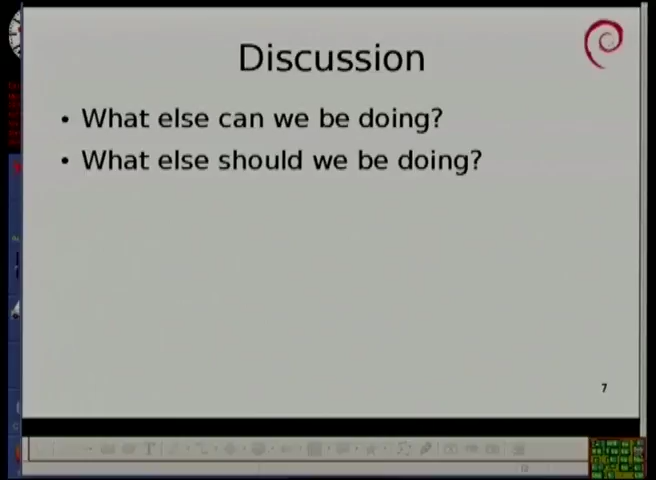 Discussion
• What else can we be doing?
• What else should we be doing?
7